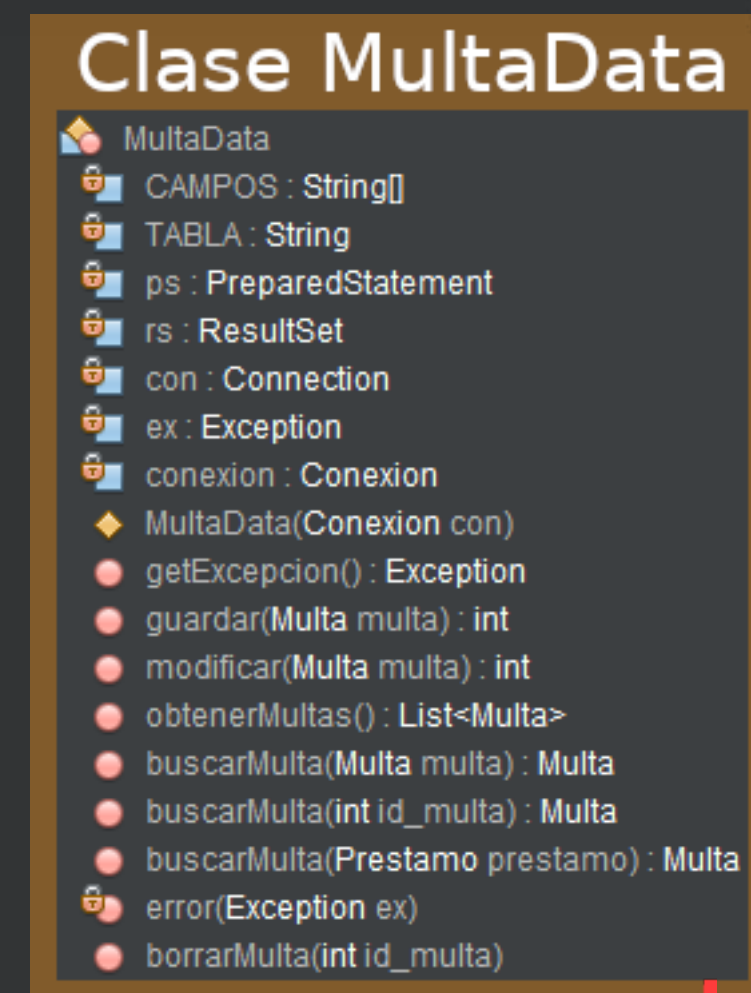 Clase MultaData
MultaData
CAMPOS : String[]
TABLA : String
ps : PreparedStatement
rs : ResultSet
con : Connection
ex : Exception
conexion : Conexion
MultaData(Conexion con)
getExcepcion() : Exception
guardar(Multa multa) : int
modificar(Multa multa) : int
obtenerMultas() : List<Multa>
buscarMulta(Multa multa) : Multa
buscarMulta(int id_multa) : Multa
buscarMulta(Prestamo prestamo) : Multa
error(Exception ex)
borrarMulta(int id_multa)